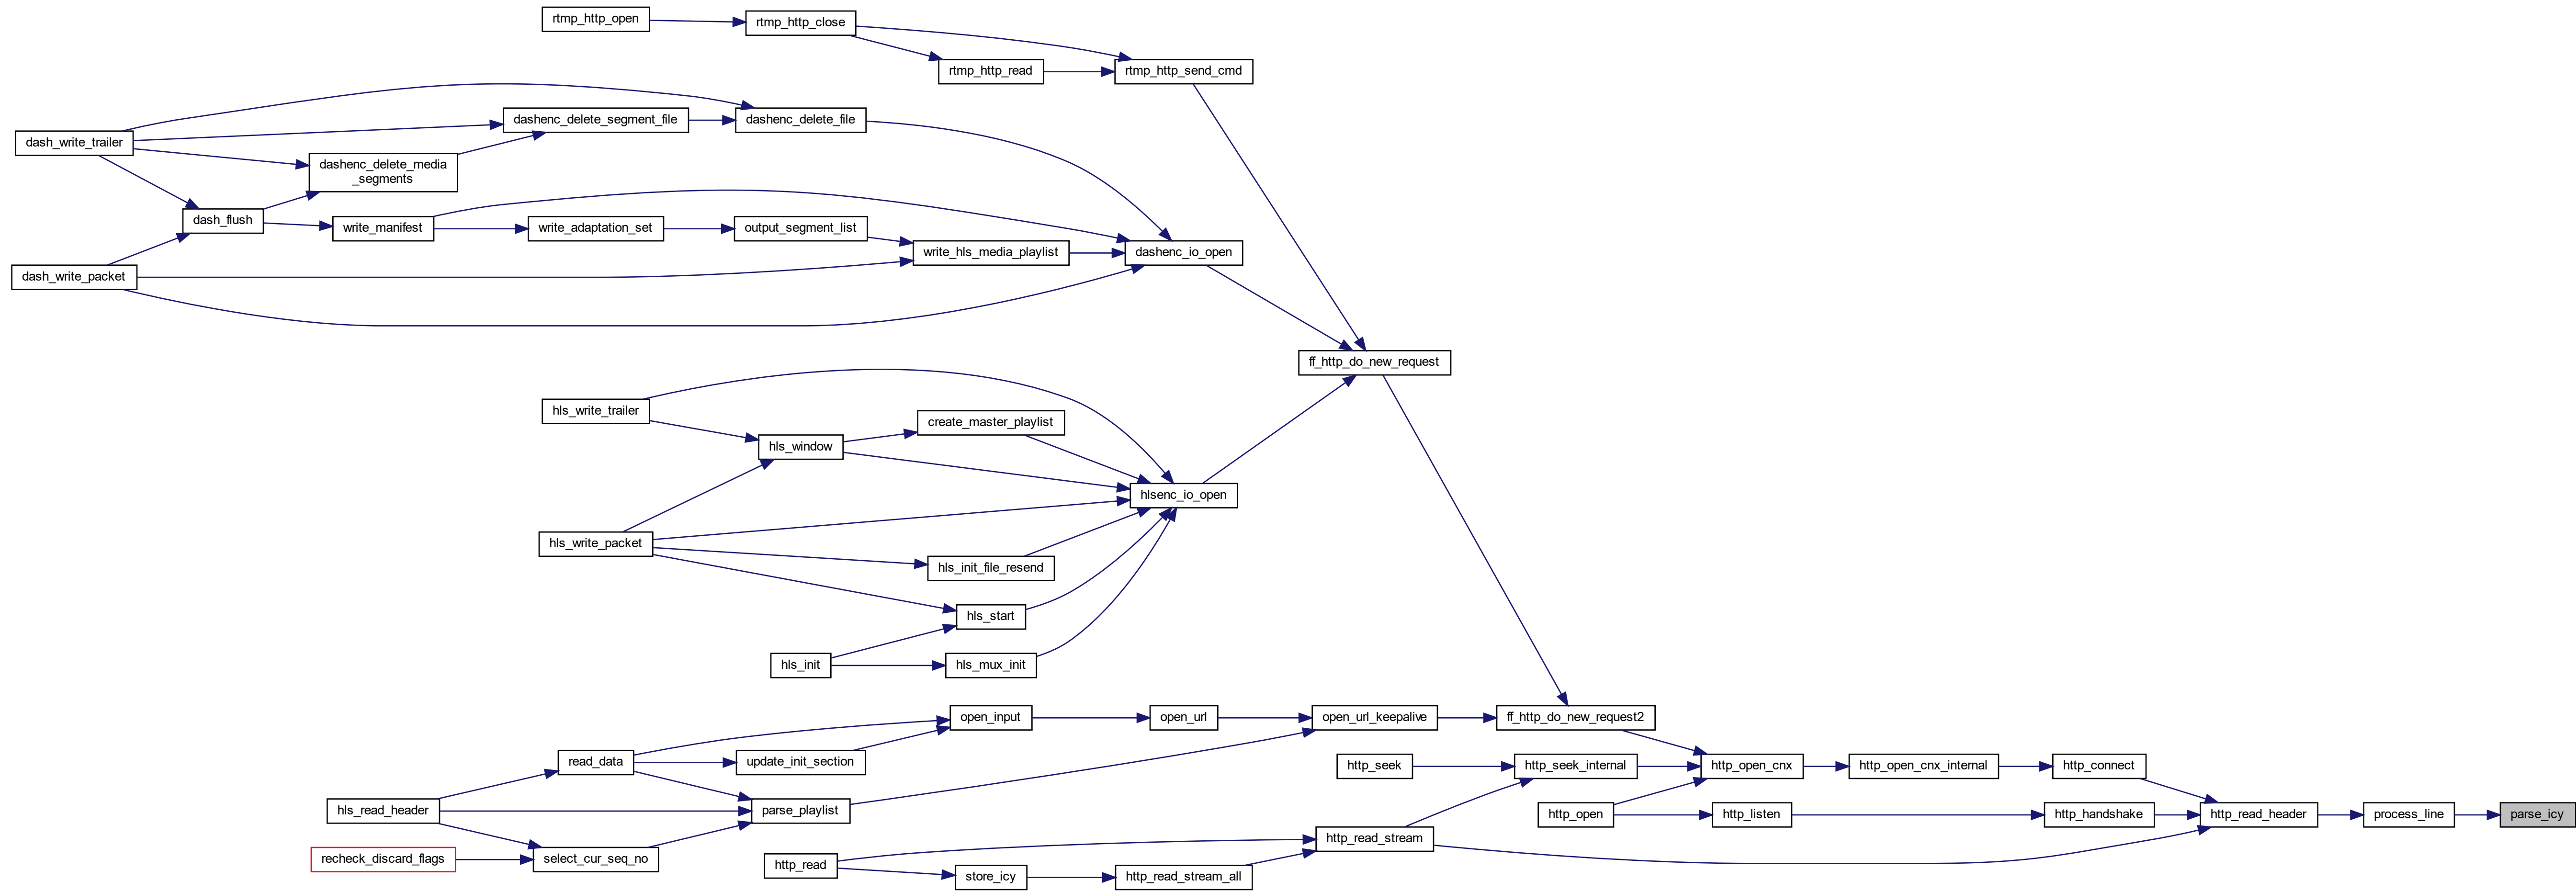 rtmp_http_open
rtmp_http_close
rtmp_http_read
rtmp_http_send_cmd
dash_write_trailer
dashenc_delete_segment_file
dashenc_delete_file
dashenc_delete_media
_segments
dash_flush
write_manifest
write_adaptation_set
output_segment_list
write_hls_media_playlist
dashenc_io_open
dash_write_packet
ff_http_do_new_request
hls_write_trailer
create_master_playlist
hls_window
hlsenc_io_open
hls_write_packet
hls_init_file_resend
hls_start
hls_init
hls_mux_init
open_input
open_url
open_url_keepalive
ff_http_do_new_request2
read_data
update_init_section
http_seek
http_seek_internal
http_open_cnx
http_open_cnx_internal
http_connect
hls_read_header
parse_playlist
http_open
http_listen
http_handshake
http_read_header
process_line
parse_icy
recheck_discard_flags
select_cur_seq_no
http_read
http_read_stream
store_icy
http_read_stream_all